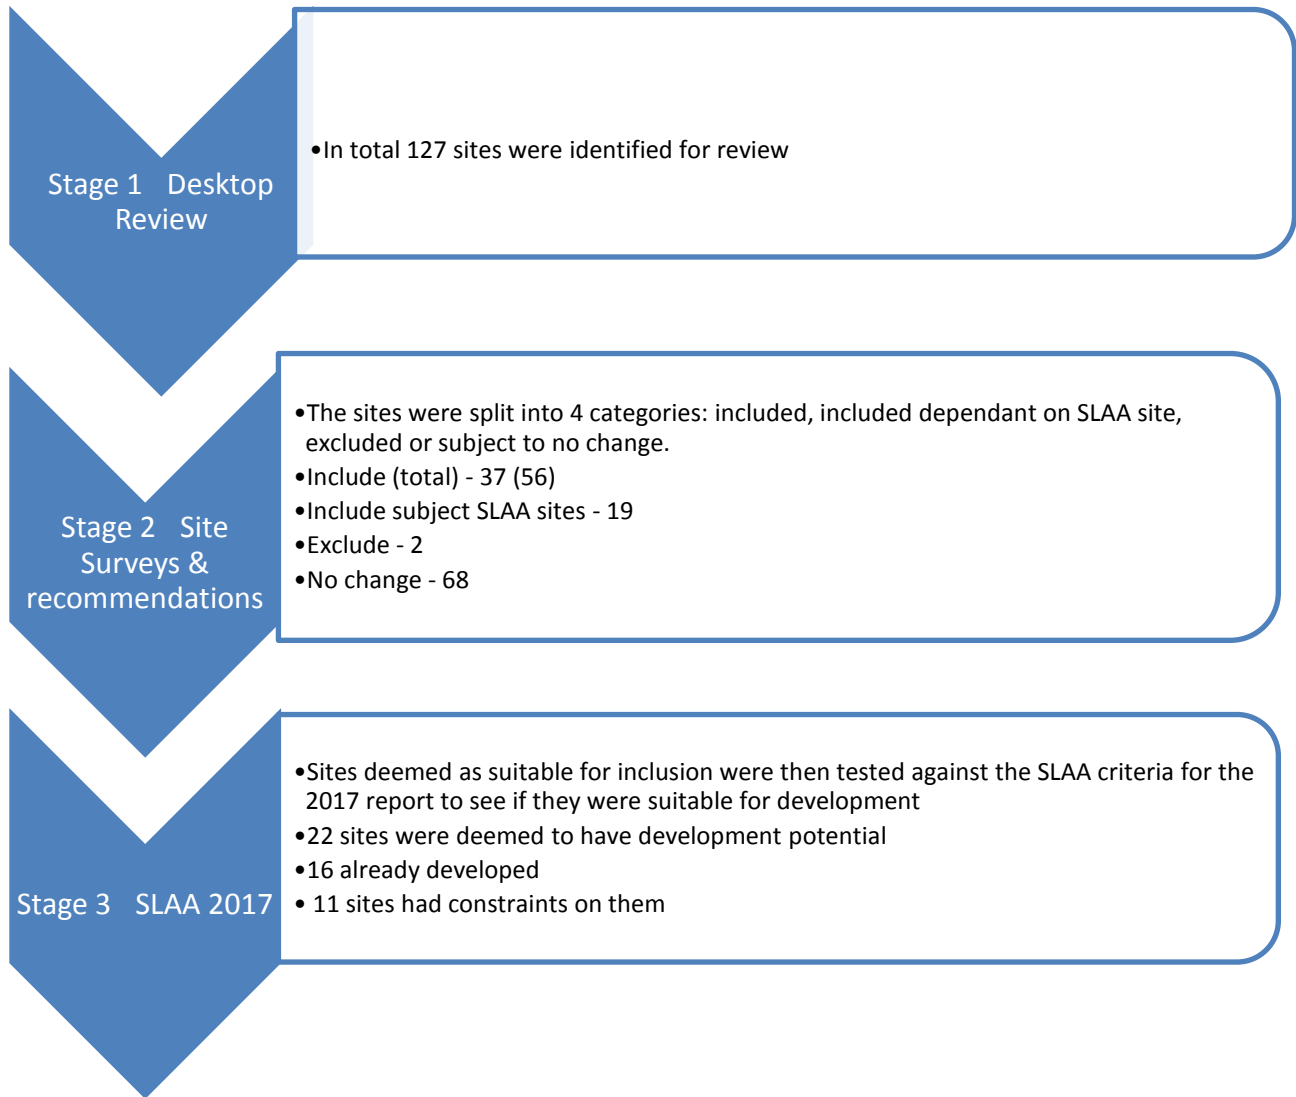 Stage 1   Desktop
Review
•In total 127 sites were identified for review
Stage 2   Site
Surveys &
recommendations
•The sites were split into 4 categories: included, included dependant on SLAA site,
excluded or subject to no change.
•Include (total) - 37 (56)
•Include subject SLAA sites - 19
•Exclude - 2
•No change - 68
Stage 3   SLAA 2017
•Sites deemed as suitable for inclusion were then tested against the SLAA criteria for the
2017 report to see if they were suitable for development
•22 sites were deemed to have development potential
•16 already developed
• 11 sites had constraints on them